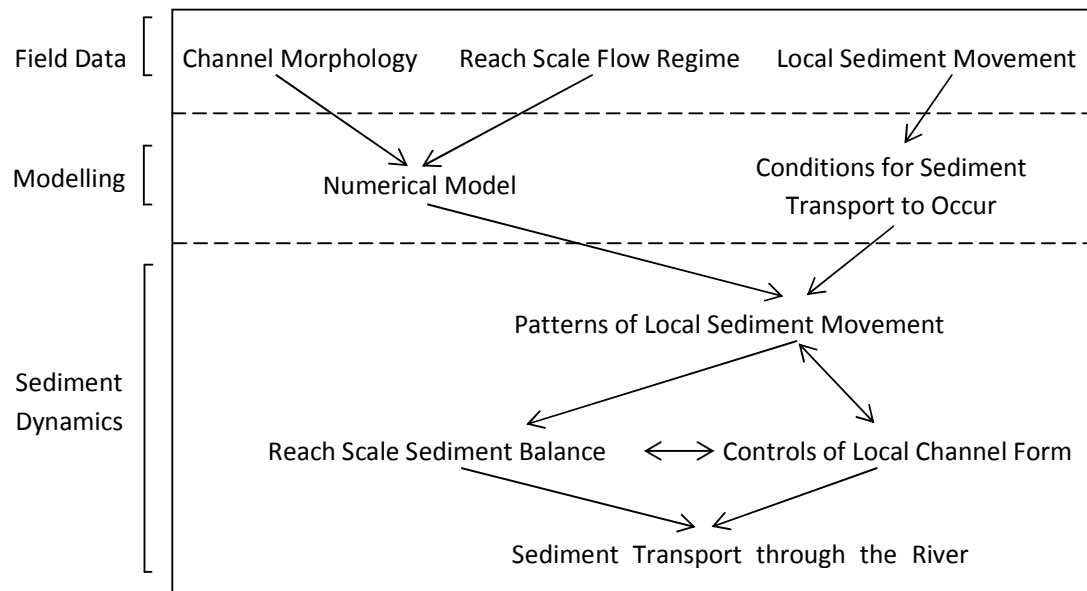 Field Data
Channel Morphology
Reach Scale Flow Regime
Local Sediment Movement
Modelling
Numerical Model
Conditions for Sediment
Transport to Occur
Patterns of Local Sediment Movement
Sediment
Dynamics
Reach Scale Sediment Balance
Controls of Local Channel Form
Sediment Transport through the River